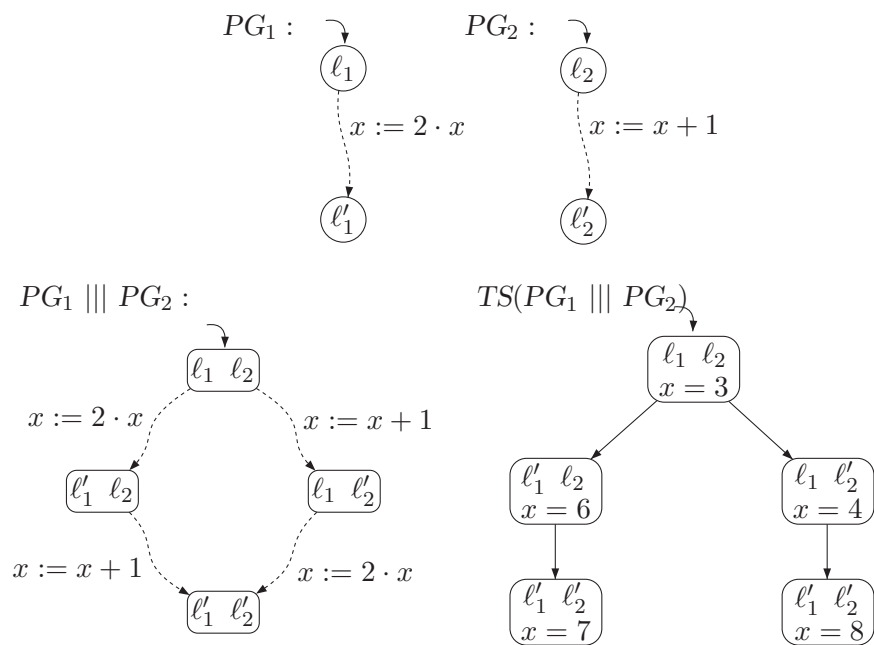 PG₁ : PG₂ :
ℓ₁ ℓ₂
x := 2 · x x := x + 1
ℓ′₁ ℓ′₂
PG₁ ||| PG₂ :
ℓ₁ ℓ₂
x := 2 · x x := x + 1
ℓ′₁ ℓ₂ ℓ₁ ℓ′₂
x := x + 1 x := 2 · x
ℓ′₁ ℓ′₂
TS(PG₁ ||| PG₂)
ℓ₁ ℓ₂
x = 3
ℓ′₁ ℓ₂
x = 6
ℓ₁ ℓ′₂
x = 4
ℓ′₁ ℓ′₂
x = 7
ℓ′₁ ℓ′₂
x = 8